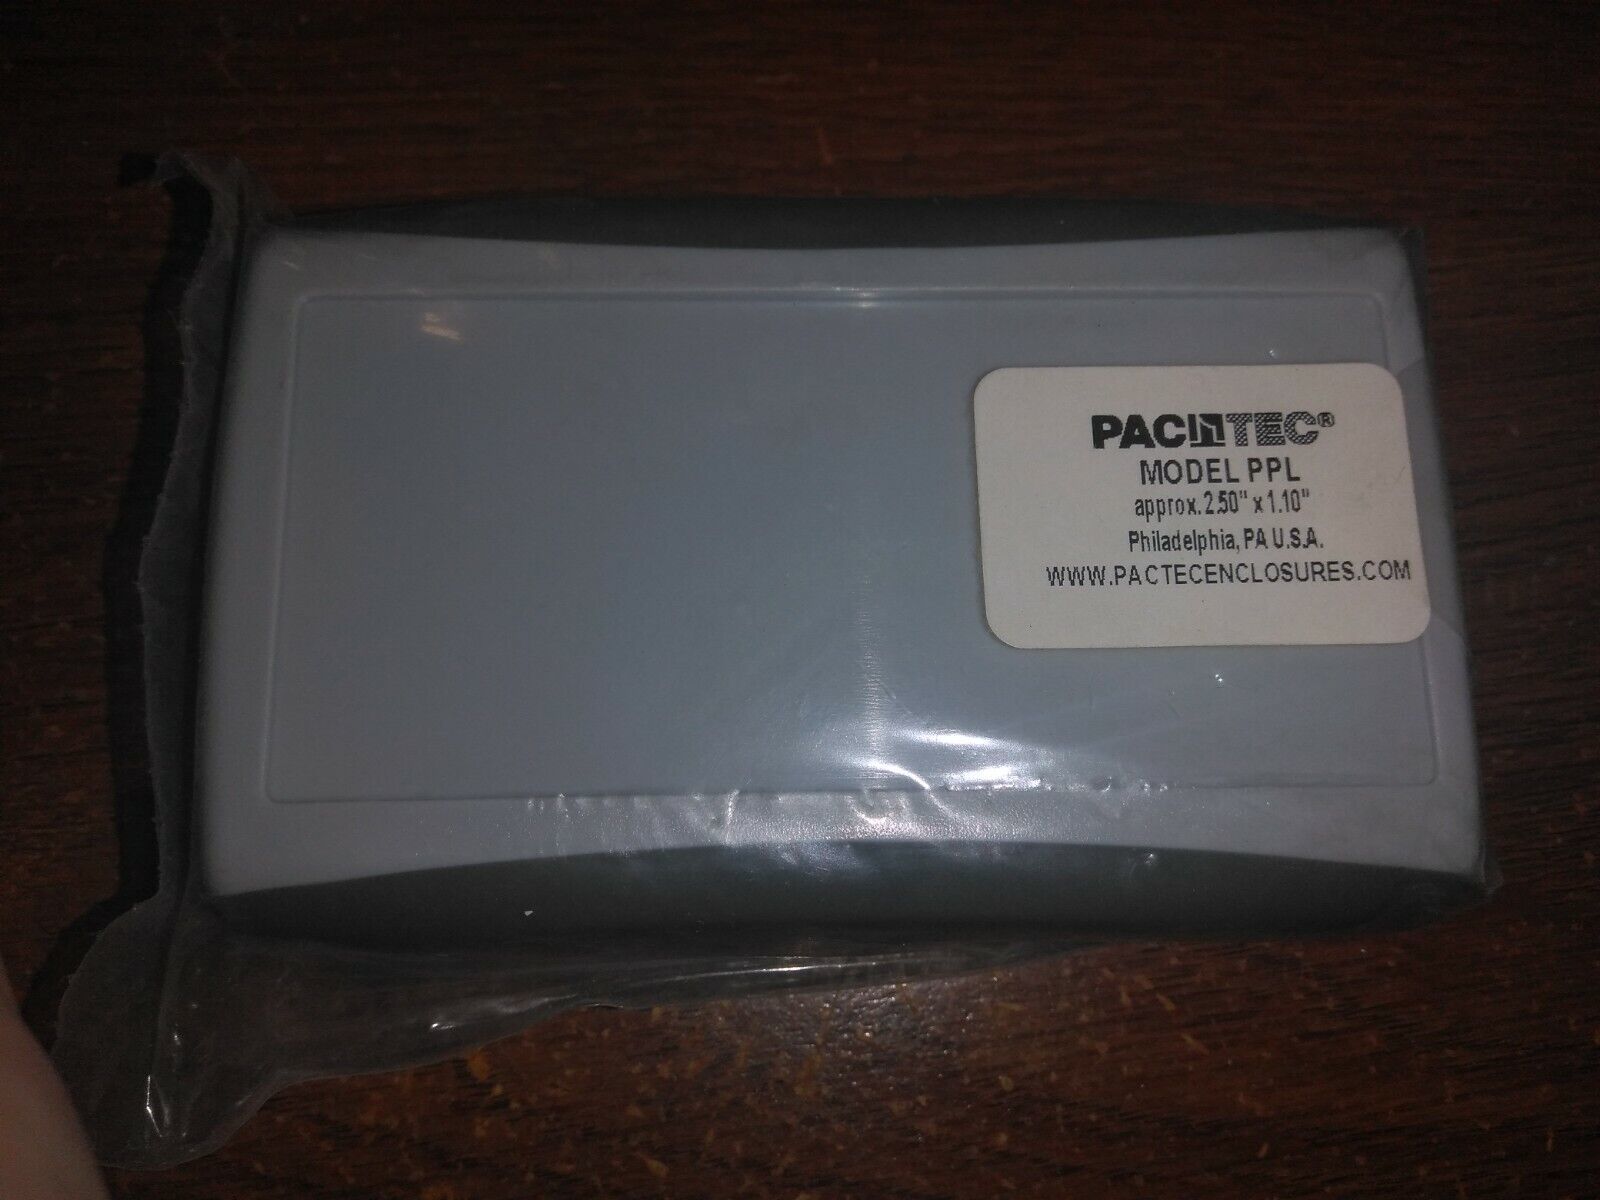 PACTEC®
MODEL PPL
approx. 2.50" x 1.10"
Philadelphia, PA U.S.A.
WWW.PACTECENCLOSURES.COM